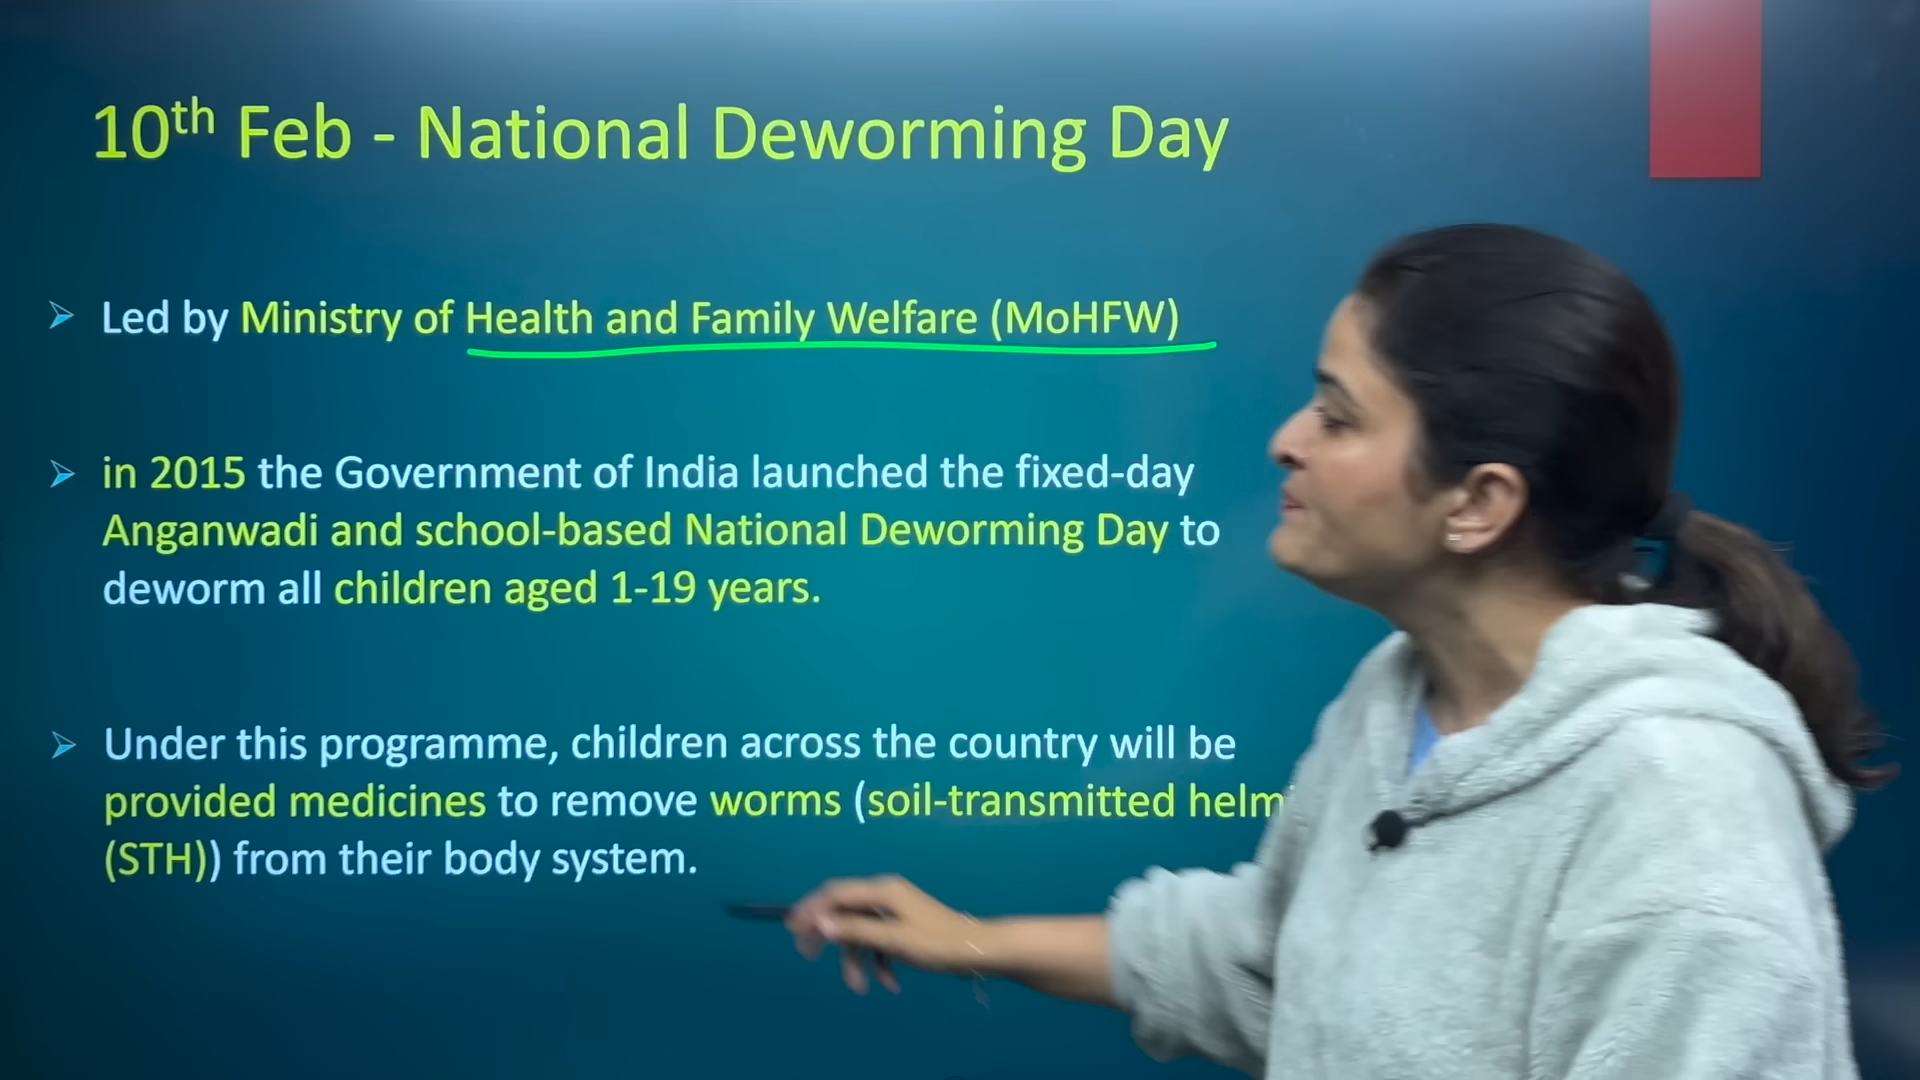 10th Feb - National Deworming Day
Led by Ministry of Health and Family Welfare (MoHFW)
in 2015 the Government of India launched the fixed-day
Anganwadi and school-based National Deworming Day to
deworm all children aged 1-19 years.
Under this programme, children across the country will be
provided medicines to remove worms (soil-transmitted
(STH)) from their body system.